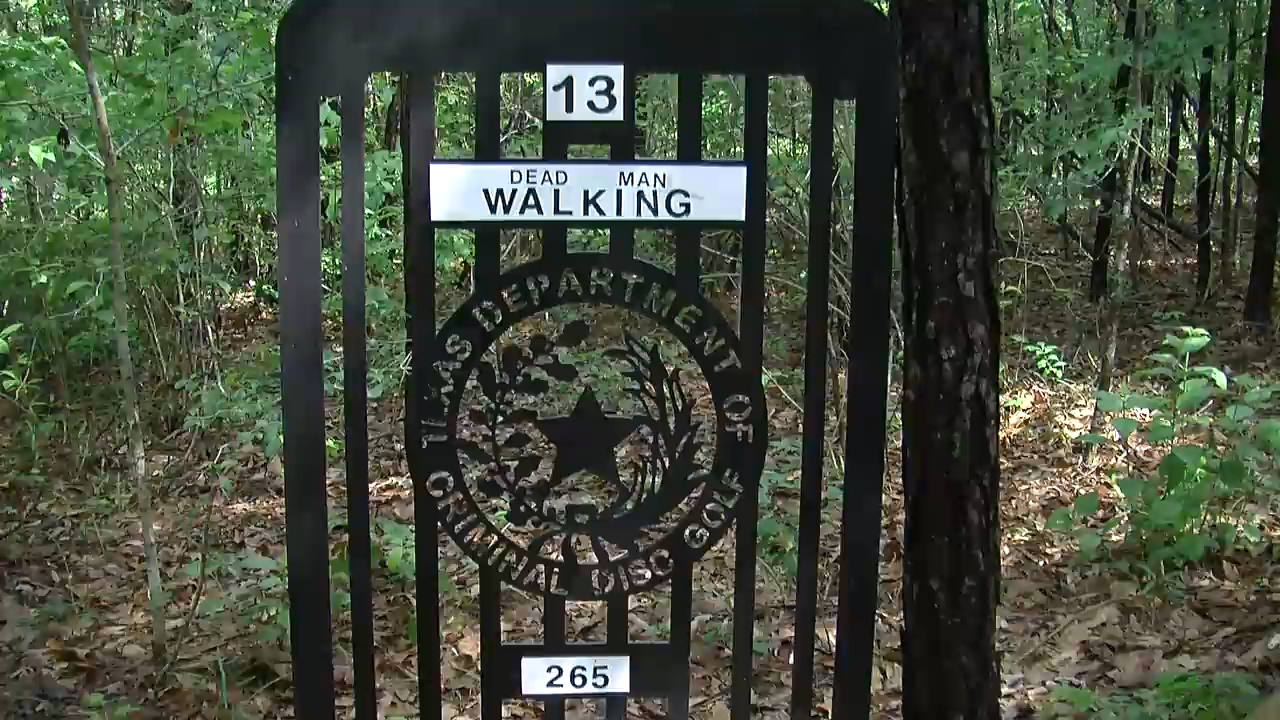 13
DEAD MAN
WALKING
TEXAS DEPARTMENT OF
CRIMINAL DISC GOLF
265